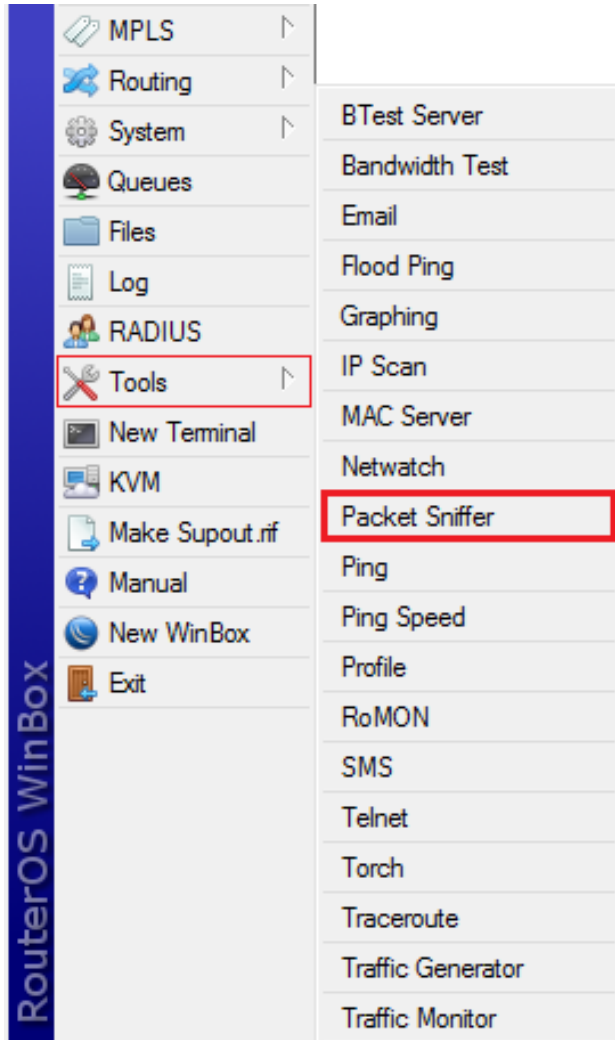 MPLS
Routing
System
Queues
Files
Log
RADIUS
Tools
New Terminal
KVM
Make Supout.rif
Manual
New WinBox
Exit
RouterOS WinBox
BTest Server
Bandwidth Test
Email
Flood Ping
Graphing
IP Scan
MAC Server
Netwatch
Packet Sniffer
Ping
Ping Speed
Profile
RoMON
SMS
Telnet
Torch
Traceroute
Traffic Generator
Traffic Monitor